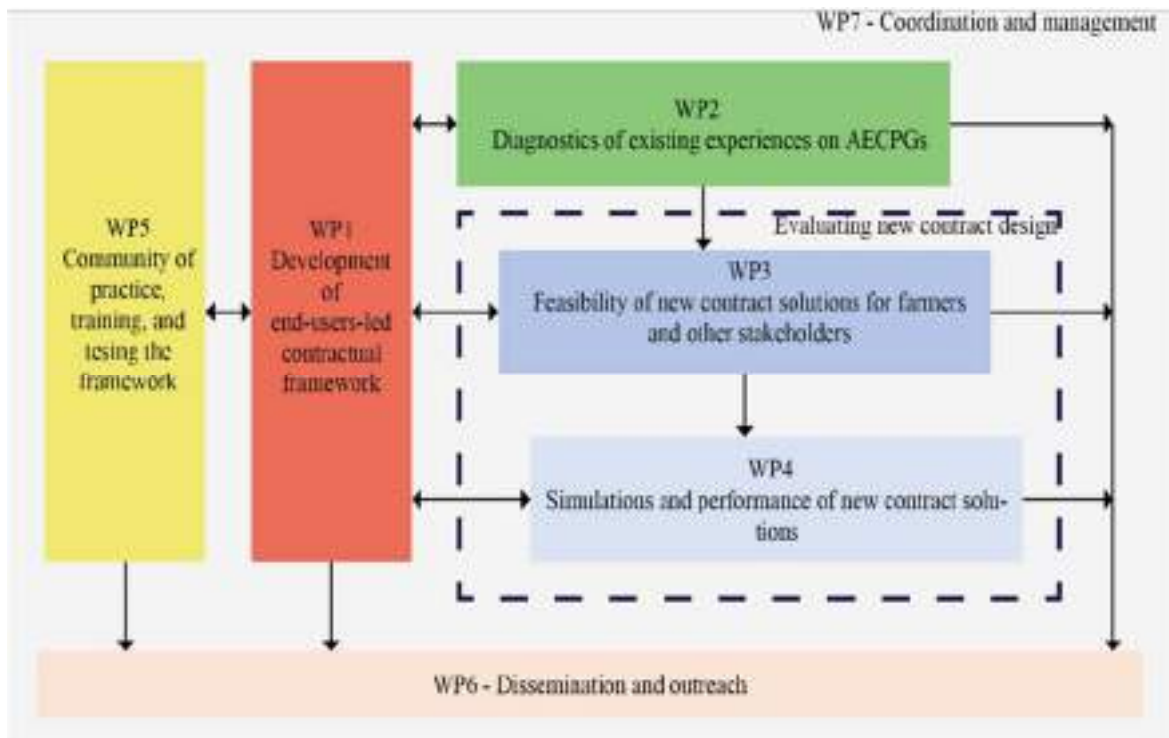 WP7 - Coordination and management
WP2
Diagnostics of existing experiences on AECPGs
WP5
Community of
practice,
training, and
tesing the
framework
WP1
Development
of
end-users-led
contractual
framework
Evaluating new contract design
WP3
Feasibility of new contract solutions for farmers
and other stakeholders
WP4
Simulations and performance of new contract solu-
tions
WP6 - Dissemination and outreach